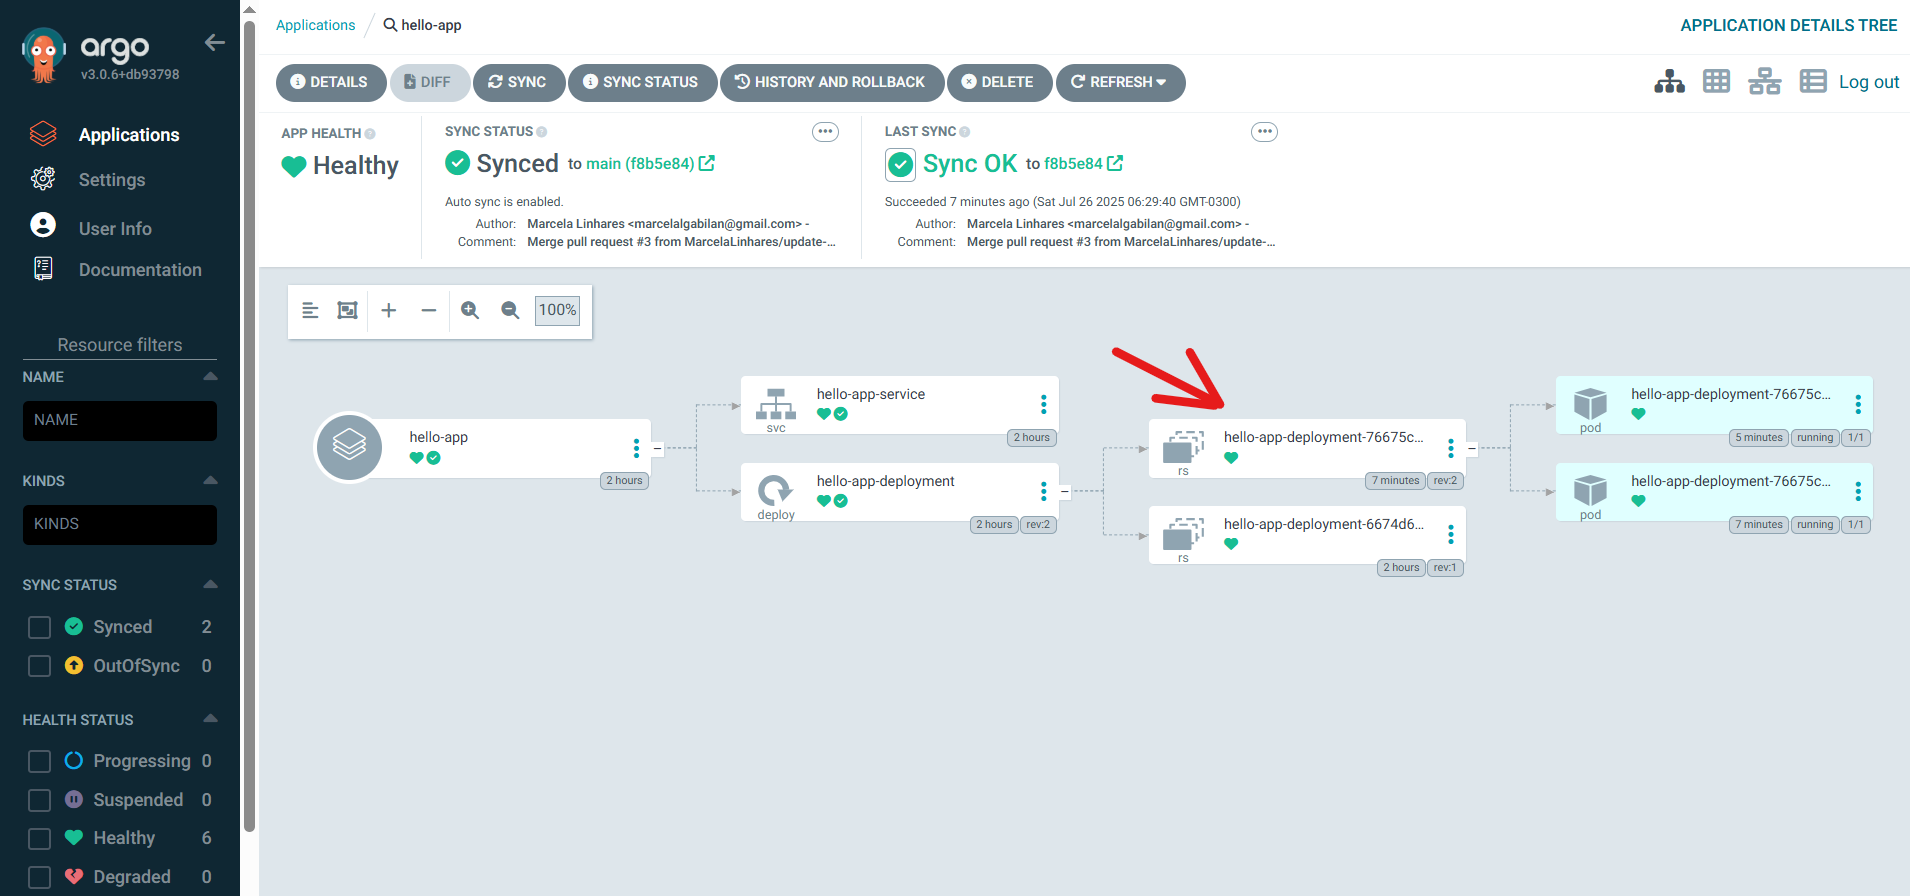 argo
v3.0.6+db93798
Applications
Settings
User Info
Documentation
Resource filters
NAME
NAME
KINDS
KINDS
SYNC STATUS
Synced 2
OutOfSync 0
HEALTH STATUS
Progressing 0
Suspended 0
Healthy 6
Degraded 0
Applications / hello-app
APPLICATION DETAILS TREE
DETAILS DIFF SYNC SYNC STATUS HISTORY AND ROLLBACK DELETE REFRESH
Log out
APP HEALTH
Healthy
SYNC STATUS
Synced to main (f8b5e84)
Auto sync is enabled.
Author: Marcela Linhares <marcelalgabilan@gmail.com> -
Comment: Merge pull request #3 from MarcelaLinhares/update-...
LAST SYNC
Sync OK to f8b5e84
Succeeded 7 minutes ago (Sat Jul 26 2025 06:29:40 GMT-0300)
Author: Marcela Linhares <marcelalgabilan@gmail.com> -
Comment: Merge pull request #3 from MarcelaLinhares/update-...
100%
hello-app
2 hours
hello-app-service
svc
2 hours
hello-app-deployment
deploy
2 hours rev:2
hello-app-deployment-76675c...
rs
7 minutes rev:2
hello-app-deployment-6674d6...
rs
2 hours rev:1
hello-app-deployment-76675c...
pod
5 minutes running 1/1
hello-app-deployment-76675c...
pod
7 minutes running 1/1